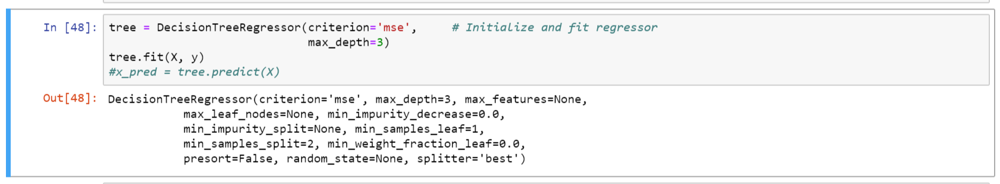 In [48]: tree = DecisionTreeRegressor(criterion='mse',     # Initialize and fit regressor
                             max_depth=3)
tree.fit(X, y)
#x_pred = tree.predict(X)
Out[48]: DecisionTreeRegressor(criterion='mse', max_depth=3, max_features=None,
           max_leaf_nodes=None, min_impurity_decrease=0.0,
           min_impurity_split=None, min_samples_leaf=1,
           min_samples_split=2, min_weight_fraction_leaf=0.0,
           presort=False, random_state=None, splitter='best')